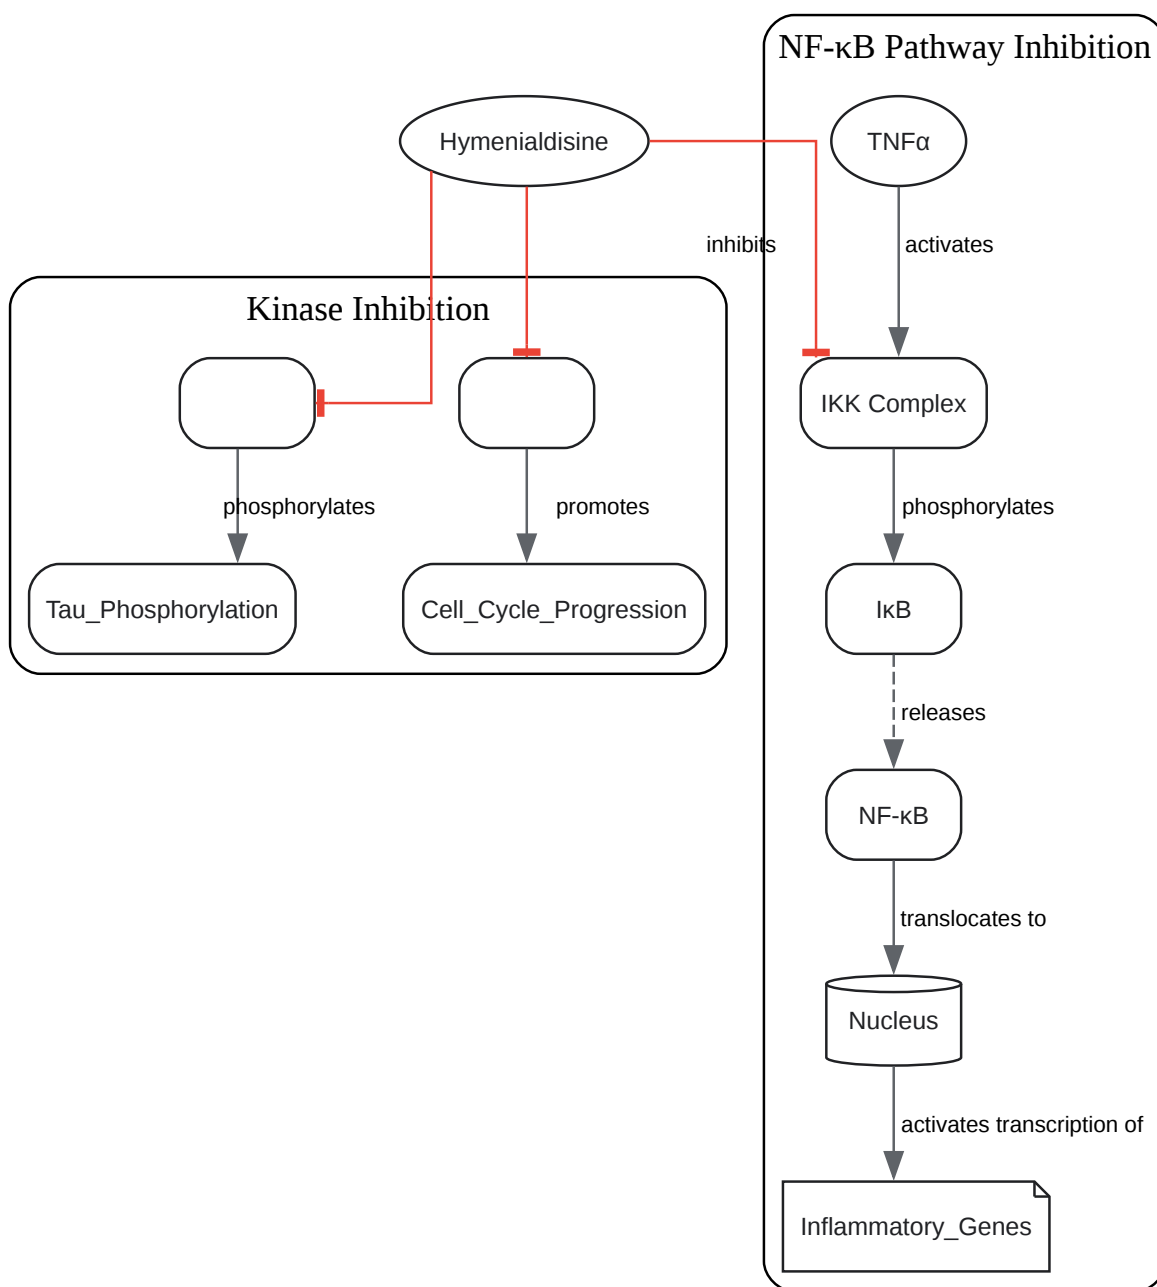 NF-κB Pathway Inhibition
Hymenialdisine
TNFα
inhibits
activates
Kinase Inhibition
IKK Complex
phosphorylates
promotes
phosphorylates
Tau_Phosphorylation
Cell_Cycle_Progression
IκB
releases
NF-κB
translocates to
Nucleus
activates transcription of
Inflammatory_Genes